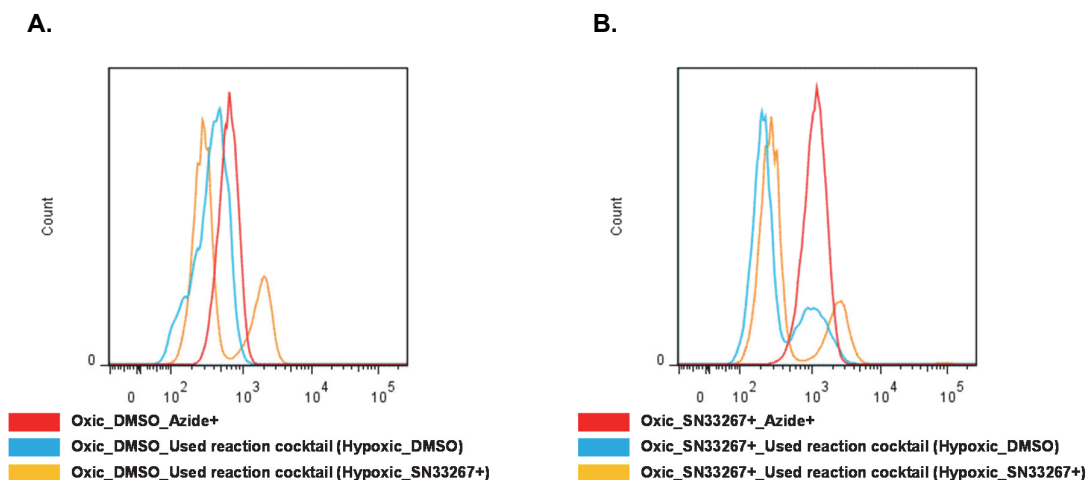 A.
B.
Count
0
0 10^2 10^3 10^4 10^5
Count
0
0 10^2 10^3 10^4 10^5
Oxic_DMSO_Azide+
Oxic_DMSO_Used reaction cocktail (Hypoxic_DMSO)
Oxic_DMSO_Used reaction cocktail (Hypoxic_SN33267+)
Oxic_SN33267+_Azide+
Oxic_SN33267+_Used reaction cocktail (Hypoxic_DMSO)
Oxic_SN33267+_Used reaction cocktail (Hypoxic_SN33267+)